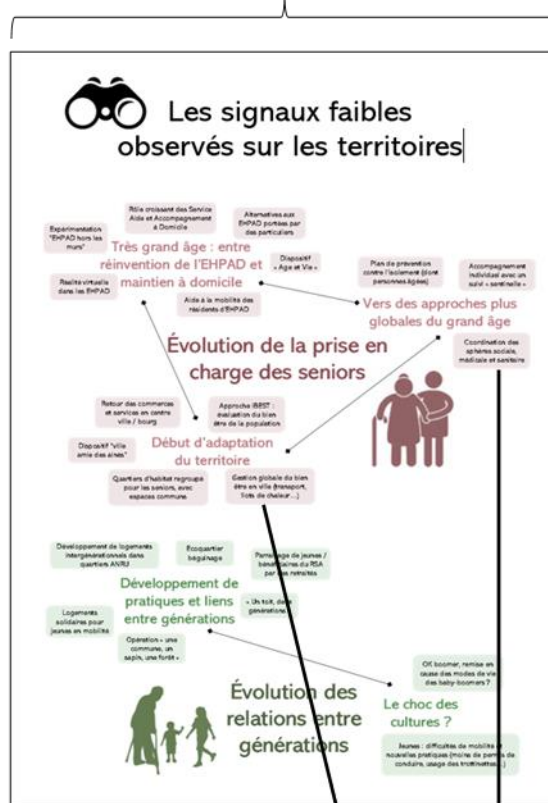 Les signaux faibles
observés sur les territoires
Rôle croissant des Service
Aide et Accompagnement
à Domicile
Alternatives aux
EHPAD portées par des
particuliers
Expérimentation
"EHPAD hors les
murs"
Très grand âge : entre
réinvention de l'EHPAD et
maintien à domicile
Dispositif
« Age et Vie »
Réalité virtuelle
dans les EHPAD
Aide à la mobilité des
résidents d'EHPAD
Plan de prévention
contre l'isolement (dont
personnes âgées)
Accompagnement
individuel avec un
suivi « sentinelle »
Vers des approches plus
globales du grand âge
Coordination des
sphères sociale,
médicale et sanitaire
Évolution de la prise en
charge des seniors
Retour des commerces
et services en centre
ville / bourg
Approche IBEST :
évaluation du bien
être de la population
Dispositif "ville
amie des aînés"
Début d'adaptation
du territoire
Quartiers d'habitat regroupé
pour les seniors, avec
espaces commune
Gestion globale du bien
être en ville (transport,
ilots de chaleur ...)
Développement de logements
intergénérationnels dans
quartiers ANRU
Ecoquartier
béguinage
Parrainage de jeunes /
bénéficiaires du RSA
par des retraités
Développement de
pratiques et liens
entre générations
« Un toit, deux
générations
Logements
solidaires pour
jeunes en mobilité
Opération « une
commune, un
sapin, une forêt »
OK boomer, remise en
cause des modes de vie
des baby-boomers ?
Le choc des
cultures ?
Évolution des
relations entre
générations
Jeunes : difficultés de mobilité et
nouvelles pratiques (moins de permis de
conduire, usage des trottinettes...)